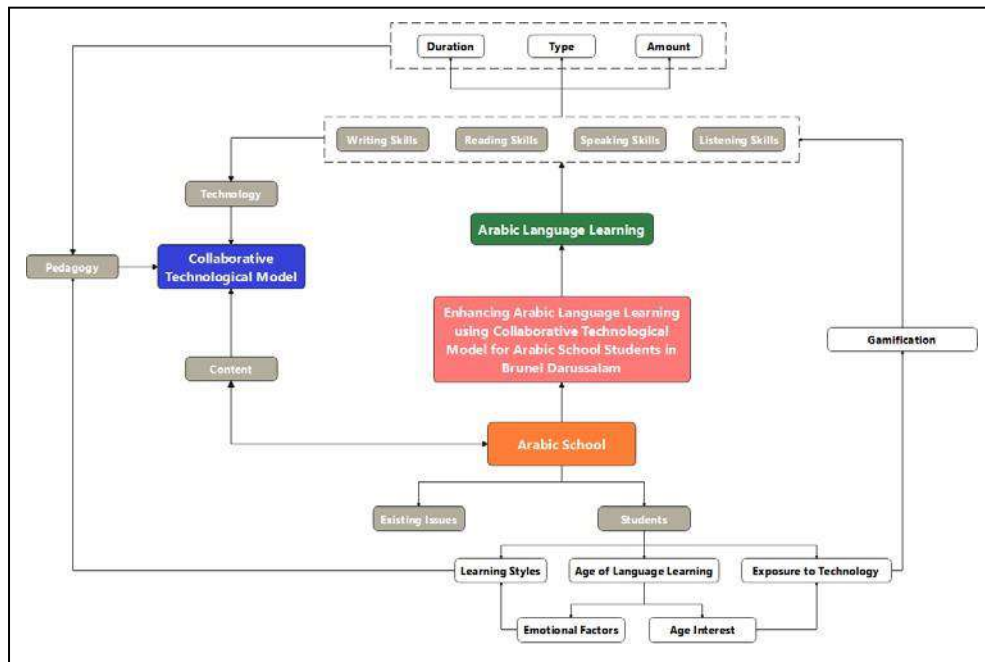 Duration
Type
Amount
Writing Skills
Reading Skills
Speaking Skills
Listening Skills
Technology
Arabic Language Learning
Pedagogy
Collaborative
Technological Model
Enhancing Arabic Language Learning
using Collaborative Technological
Model for Arabic School Students in
Brunei Darussalam
Gamification
Content
Arabic School
Existing Issues
Students
Learning Styles
Age of Language Learning
Exposure to Technology
Emotional Factors
Age Interest